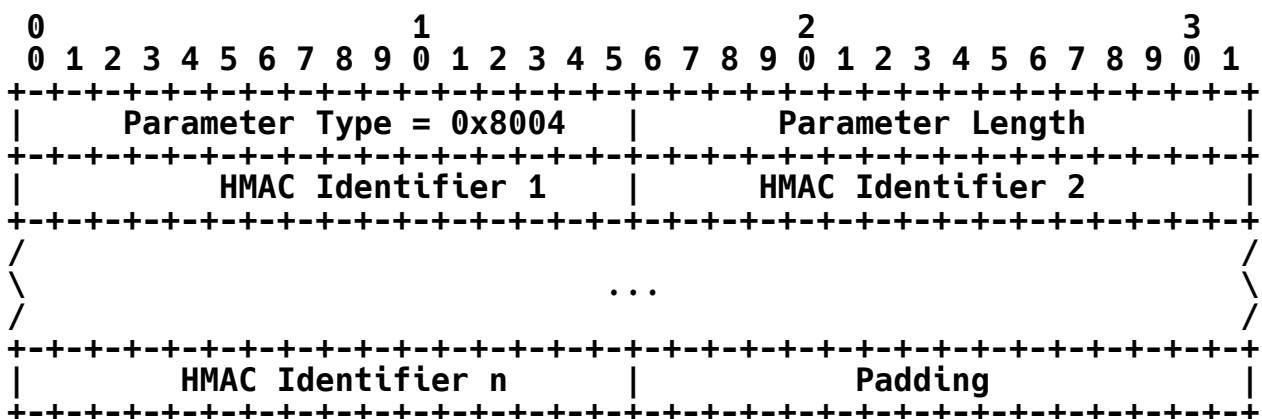 0                   1                   2                   3
 0 1 2 3 4 5 6 7 8 9 0 1 2 3 4 5 6 7 8 9 0 1 2 3 4 5 6 7 8 9 0 1
+-+-+-+-+-+-+-+-+-+-+-+-+-+-+-+-+-+-+-+-+-+-+-+-+-+-+-+-+-+-+-+-+
|     Parameter Type = 0x8004   |       Parameter Length        |
+-+-+-+-+-+-+-+-+-+-+-+-+-+-+-+-+-+-+-+-+-+-+-+-+-+-+-+-+-+-+-+-+
|          HMAC Identifier 1    |      HMAC Identifier 2        |
+-+-+-+-+-+-+-+-+-+-+-+-+-+-+-+-+-+-+-+-+-+-+-+-+-+-+-+-+-+-+-+-+
/                                                               /
\                              ...                              \
/                                                               /
+-+-+-+-+-+-+-+-+-+-+-+-+-+-+-+-+-+-+-+-+-+-+-+-+-+-+-+-+-+-+-+-+
|        HMAC Identifier n      |           Padding             |
+-+-+-+-+-+-+-+-+-+-+-+-+-+-+-+-+-+-+-+-+-+-+-+-+-+-+-+-+-+-+-+-+